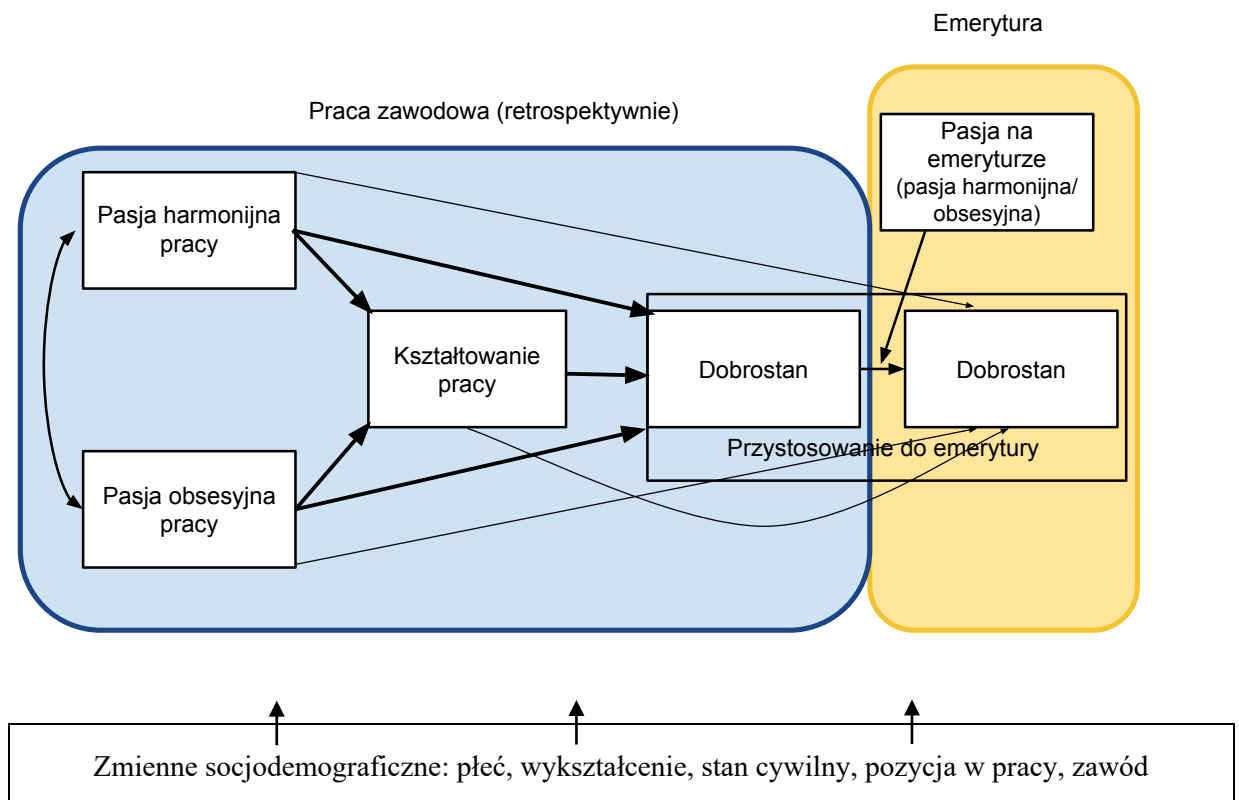 Emerytura
Praca zawodowa (retrospektywnie)
Pasja na
emeryturze
(pasja harmonijna/
obsesyjna)
Pasja harmonijna
pracy
Kształtowanie
pracy
Dobrostan
Dobrostan
Przystosowanie do emerytury
Pasja obsesyjna
pracy
Zmienne socjodemograficzne: płeć, wykształcenie, stan cywilny, pozycja w pracy, zawód